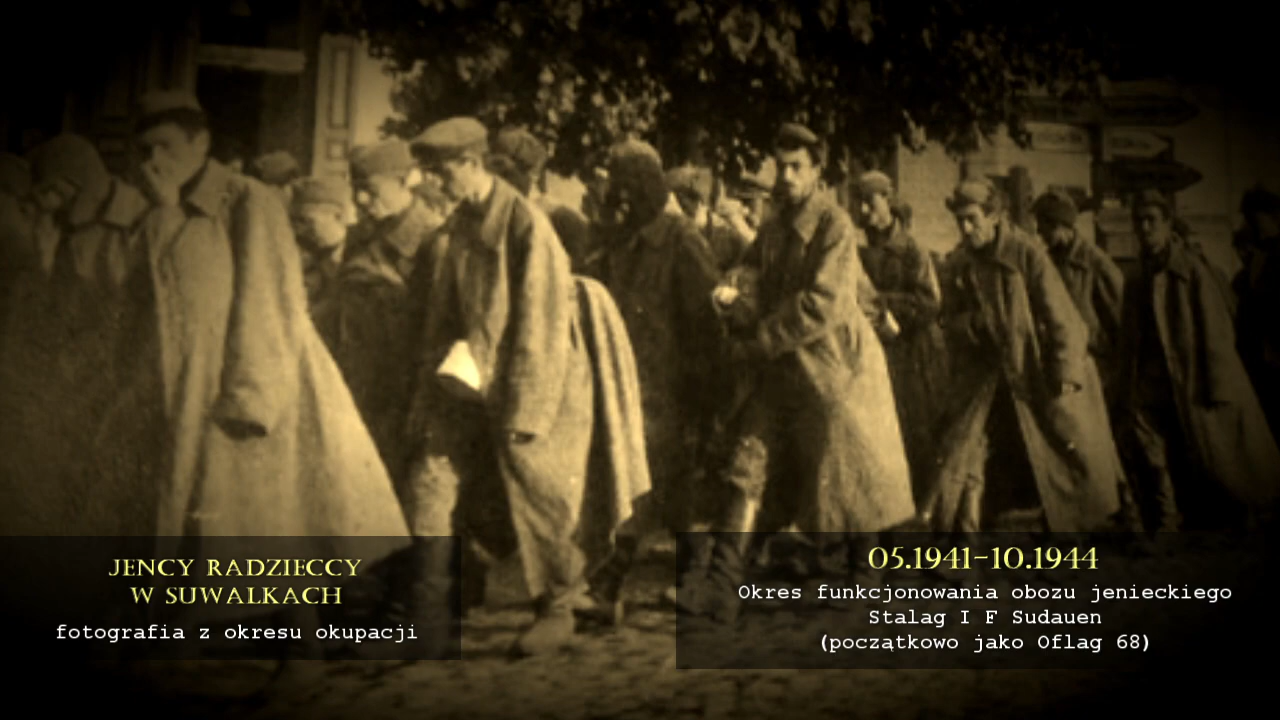 JENCY RADZIECCY
W SUWALKACH
fotografia z okresu okupacji
05.1941-10.1944
Okres funkcjonowania obozu jenieckiego
Stalag I F Sudauen
(początkowo jako Oflag 68)